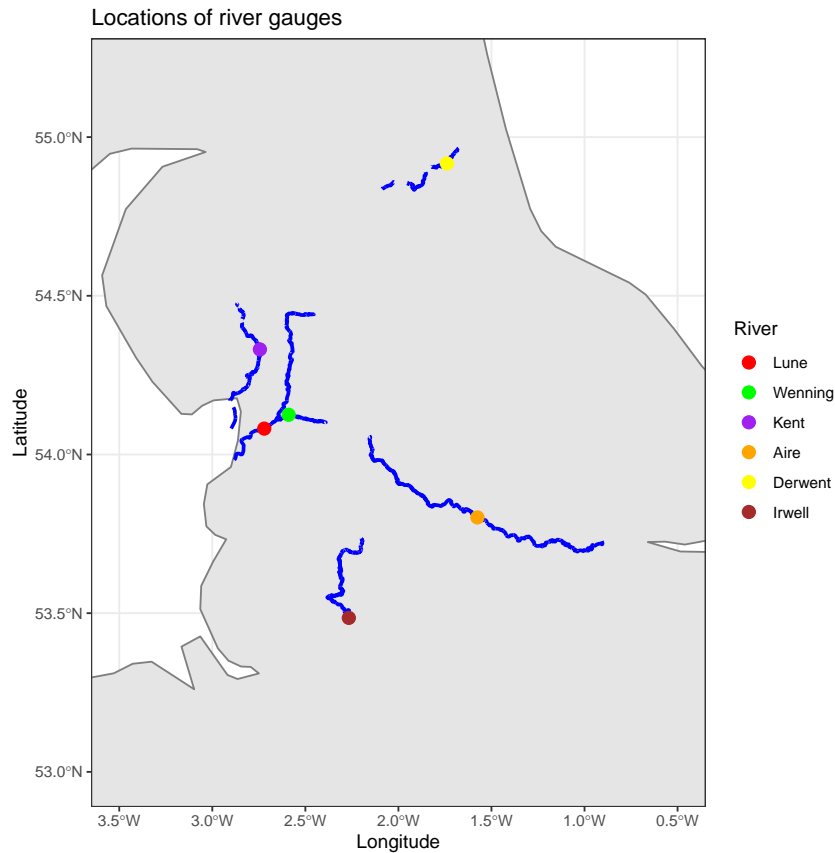 Locations of river gauges
55.0°N
54.5°N
54.0°N
53.5°N
53.0°N
Latitude
3.5°W
3.0°W
2.5°W
2.0°W
1.5°W
1.0°W
0.5°W
Longitude
River
Lune
Wenning
Kent
Aire
Derwent
Irwell